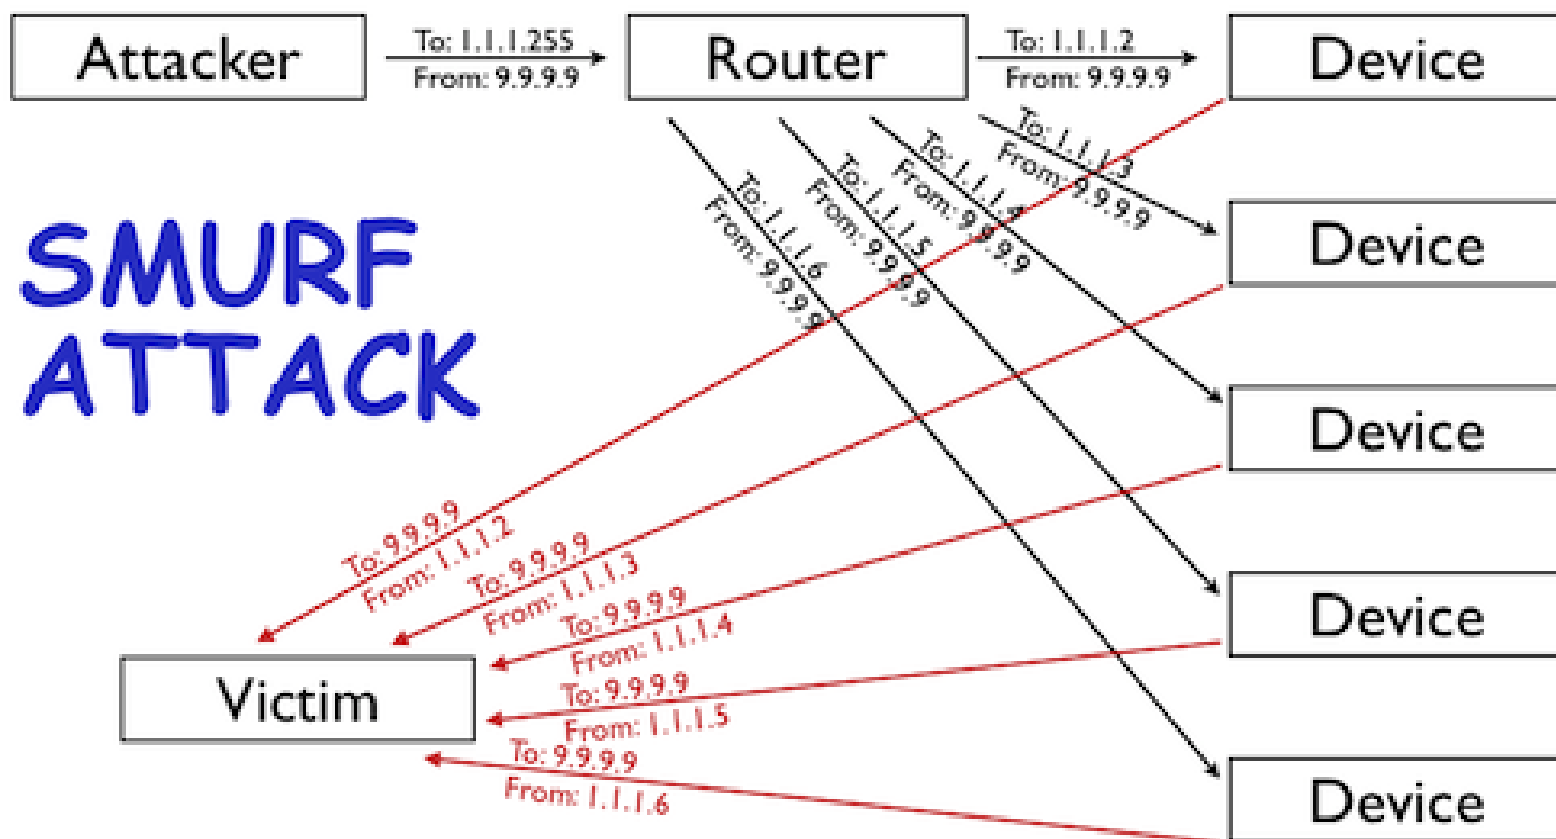 Attacker
To: 1.1.1.255
From: 9.9.9.9
Router
To: 1.1.1.2
From: 9.9.9.9
Device
To: 1.1.1.3
From: 9.9.9.9
To: 1.1.1.4
From: 9.9.9.9
To: 1.1.1.5
From: 9.9.9.9
To: 1.1.1.6
From: 9.9.9.9
Device
SMURF
ATTACK
Device
To: 9.9.9.9
From: 1.1.1.2
To: 9.9.9.9
From: 1.1.1.3
To: 9.9.9.9
From: 1.1.1.4
Device
Victim
To: 9.9.9.9
From: 1.1.1.5
To: 9.9.9.9
From: 1.1.1.6
Device